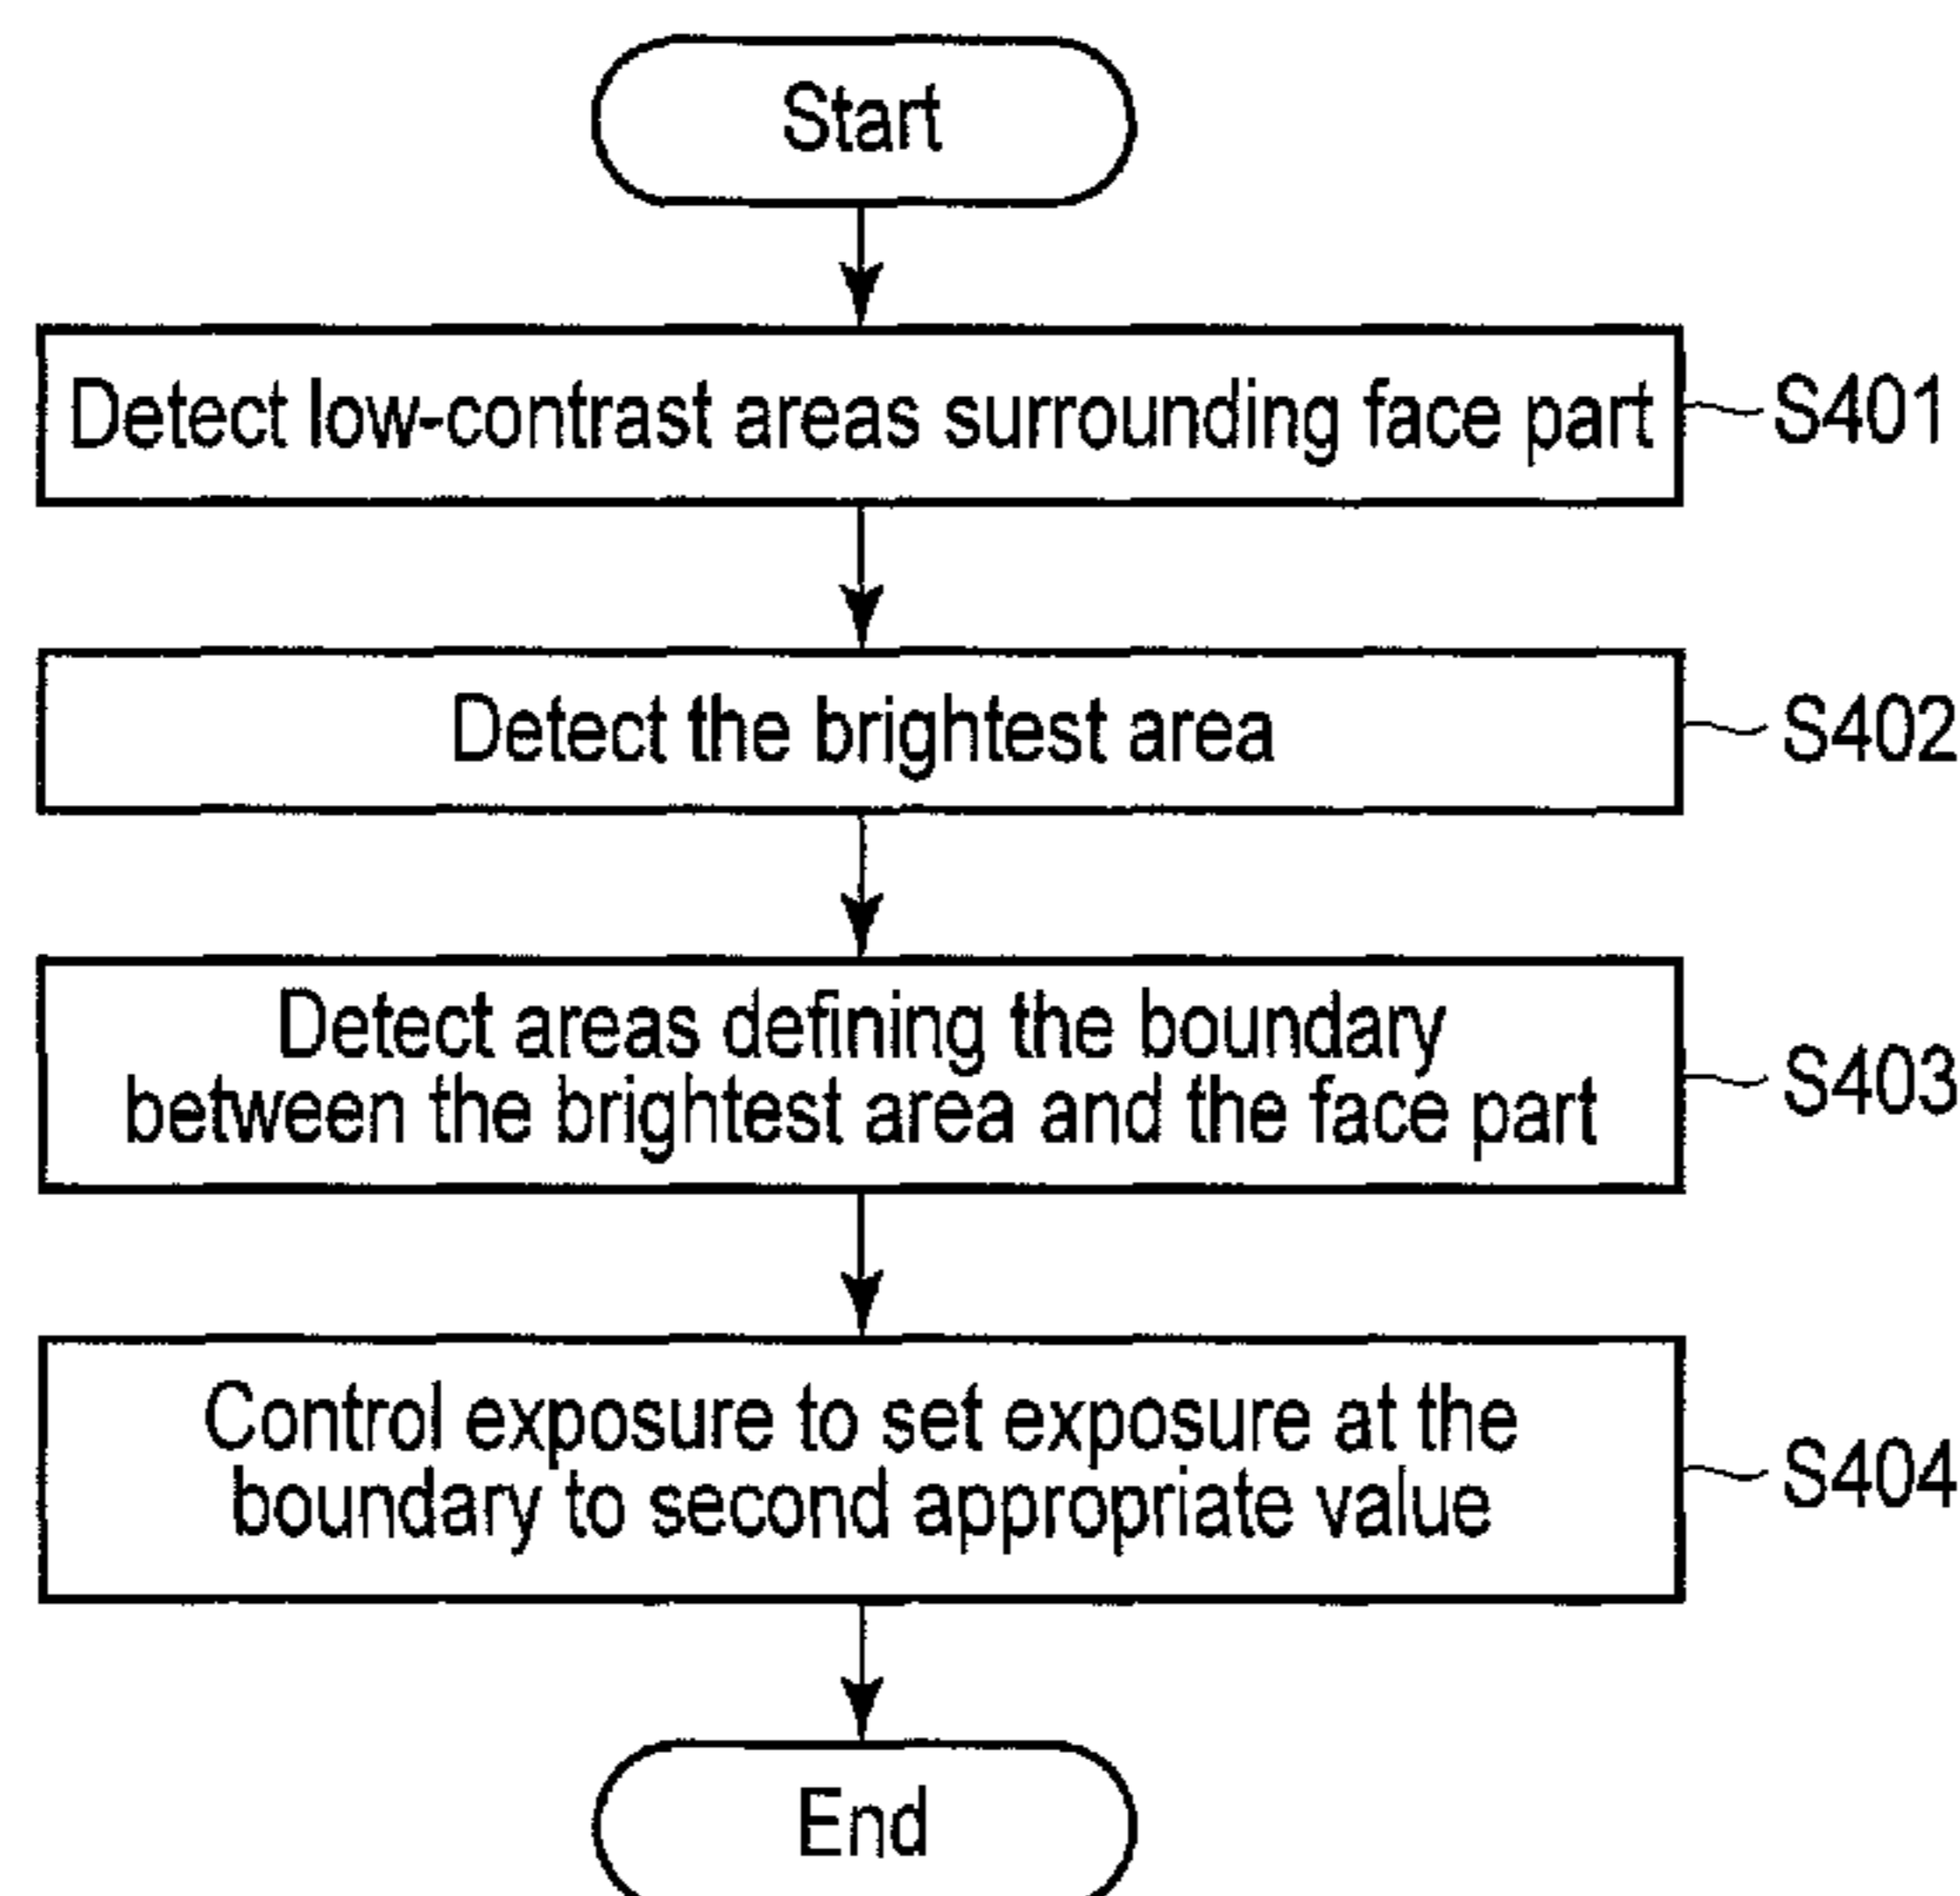 Start
Detect low-contrast areas surrounding face part
S401
Detect the brightest area
S402
Detect areas defining the boundary
between the brightest area and the face part
S403
Control exposure to set exposure at the
boundary to second appropriate value
S404
End